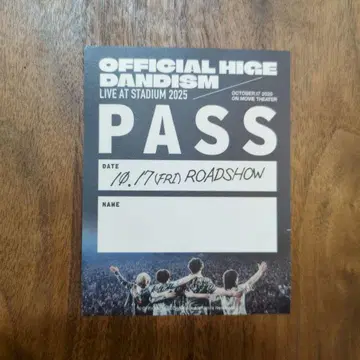 OFFICIAL HIGE
DANDISM
LIVE AT STADIUM 2025
OCTOBER.17 2025
ON MOVIE THEATER
PASS
DATE
10.17(FRI) ROADSHOW
NAME